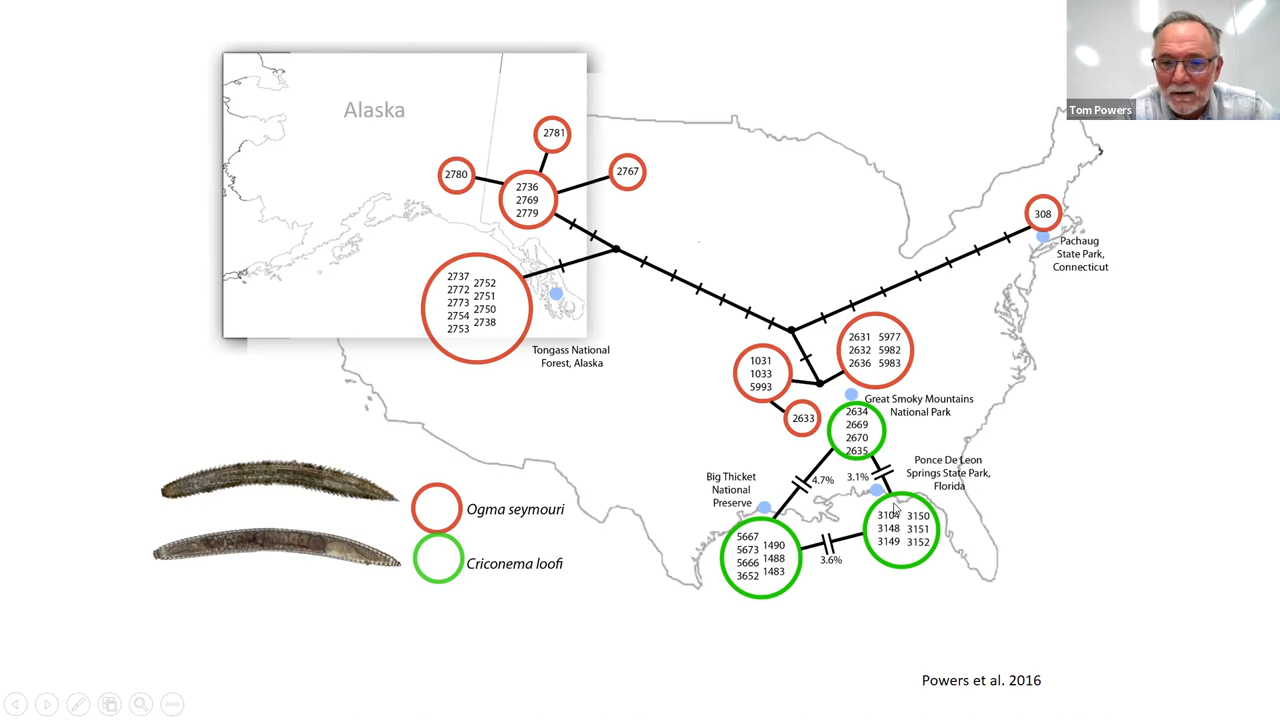 Tom Powers
Alaska
2781
2780
2767
2736
2769
2779
308
Pachaug
State Park,
Connecticut
2737
2772
2773
2754
2753
2752
2751
2750
2738
Tongass National
Forest, Alaska
2631 5977
2632 5982
2636 5983
1031
1033
5993
2633
Great Smoky Mountains
National Park
2634
2669
2670
2635
Ponce De Leon
Springs State Park,
Florida
Big Thicket
National
Preserve
4.7%
3.1%
3104 3150
3148 3151
3149 3152
5667
5673
5666
3652
1490
1488
1483
3.6%
Ogma seymouri
Criconema loofi
Powers et al. 2016